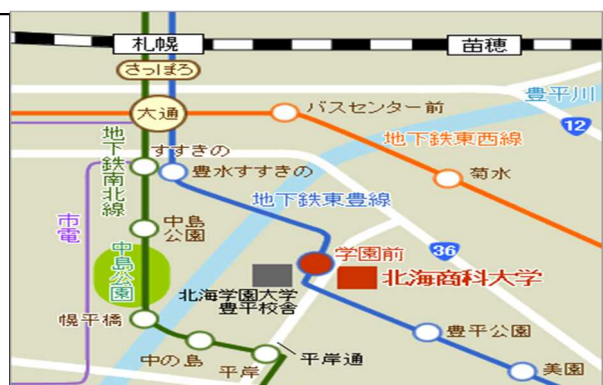 札幌
苗穂
さっぽろ
大通
バスセンター前
豊平川
12
地下鉄東西線
地下鉄南北線
すすきの
豊水すすきの
菊水
地下鉄東豊線
市電
中島
公園
学園前
36
中島公園
北海商科大学
北海学園大学
豊平校舎
幌平橋
豊平公園
中の島
平岸
平岸通
美園